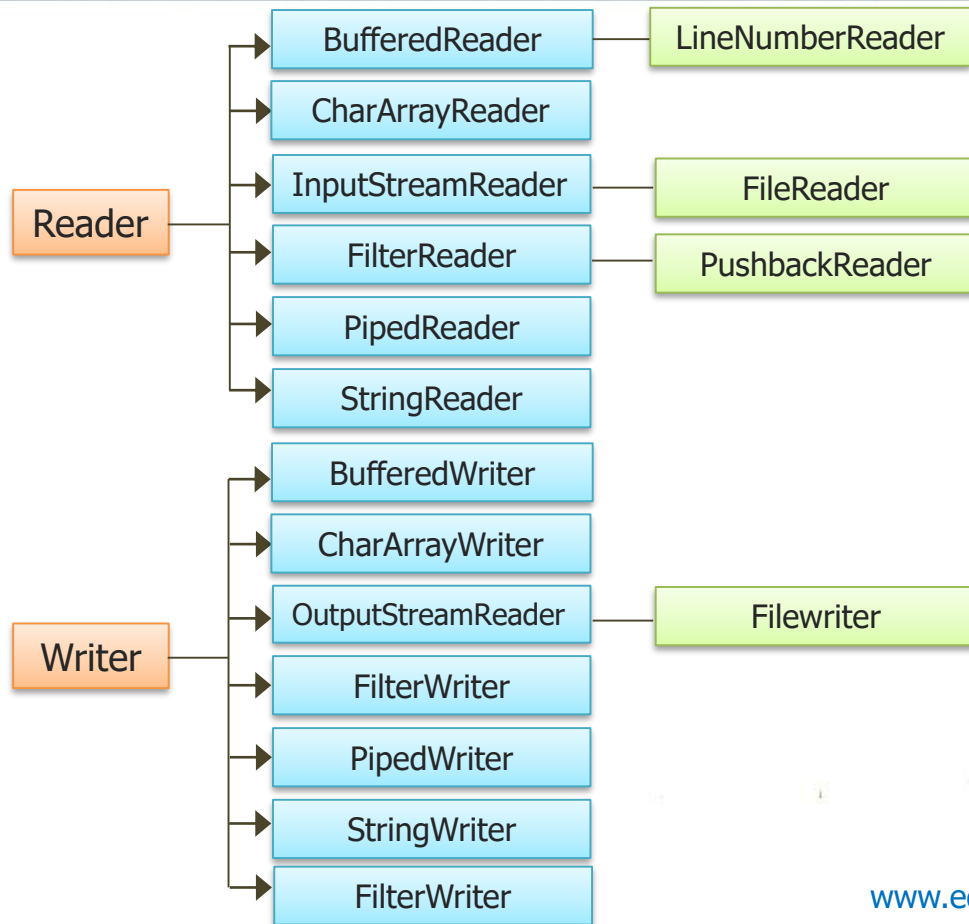 BufferedReader
LineNumberReader
CharArrayReader
InputStreamReader
FileReader
Reader
FilterReader
PushbackReader
PipedReader
StringReader
BufferedWriter
CharArrayWriter
OutputStreamReader
Filewriter
Writer
FilterWriter
PipedWriter
StringWriter
FilterWriter
www.e